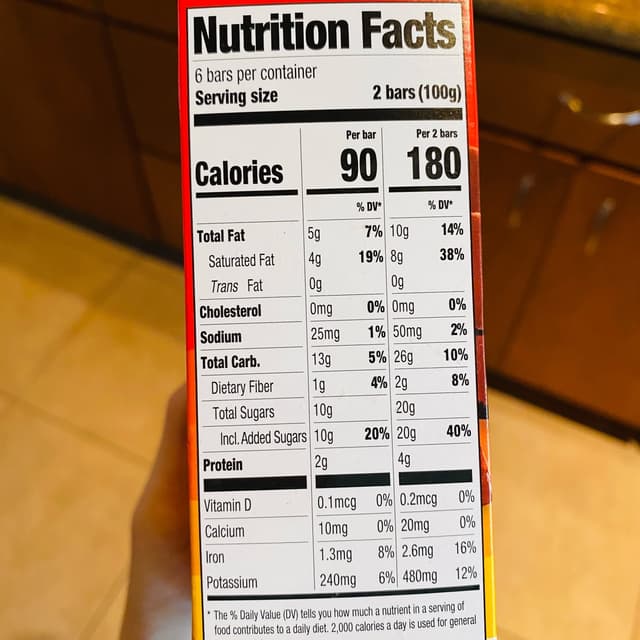 Nutrition Facts
6 bars per container
Serving size 2 bars (100g)
Per bar Per 2 bars
Calories 90 180
% DV* % DV*
Total Fat 5g 7% 10g 14%
Saturated Fat 4g 19% 8g 38%
Trans Fat 0g 0g
Cholesterol 0mg 0% 0mg 0%
Sodium 25mg 1% 50mg 2%
Total Carb. 13g 5% 26g 10%
Dietary Fiber 1g 4% 2g 8%
Total Sugars 10g 20g
Incl. Added Sugars 10g 20% 20g 40%
Protein 2g 4g
Vitamin D 0.1mcg 0% 0.2mcg 0%
Calcium 10mg 0% 20mg 0%
Iron 1.3mg 8% 2.6mg 16%
Potassium 240mg 6% 480mg 12%
* The % Daily Value (DV) tells you how much a nutrient in a serving of
food contributes to a daily diet. 2,000 calories a day is used for general